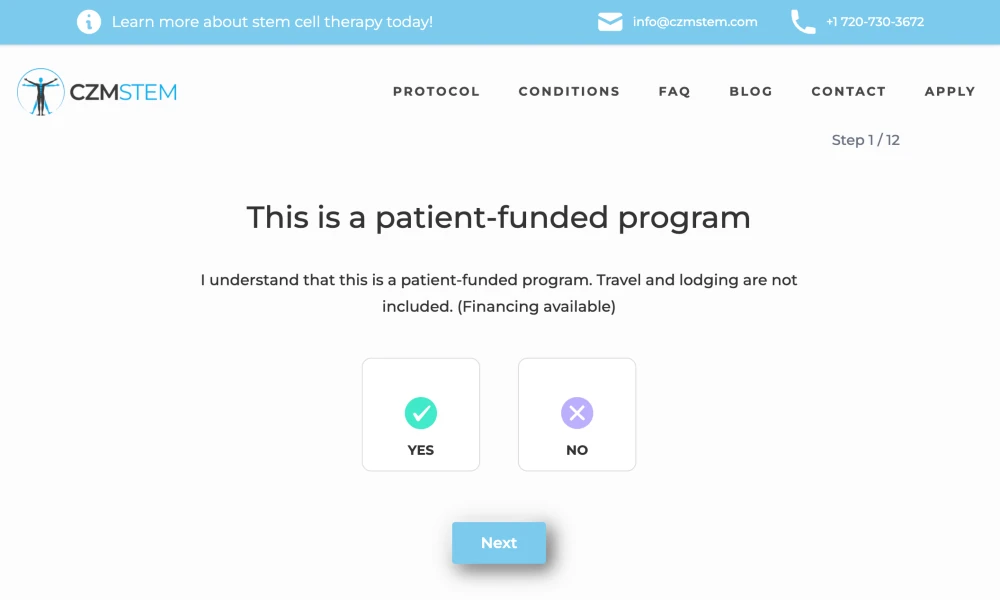 Learn more about stem cell therapy today!
info@czmstem.com
+1 720-730-3672
CZMSTEM
PROTOCOL
CONDITIONS
FAQ
BLOG
CONTACT
APPLY
Step 1 / 12
This is a patient-funded program
I understand that this is a patient-funded program. Travel and lodging are not
included. (Financing available)
YES
NO
Next